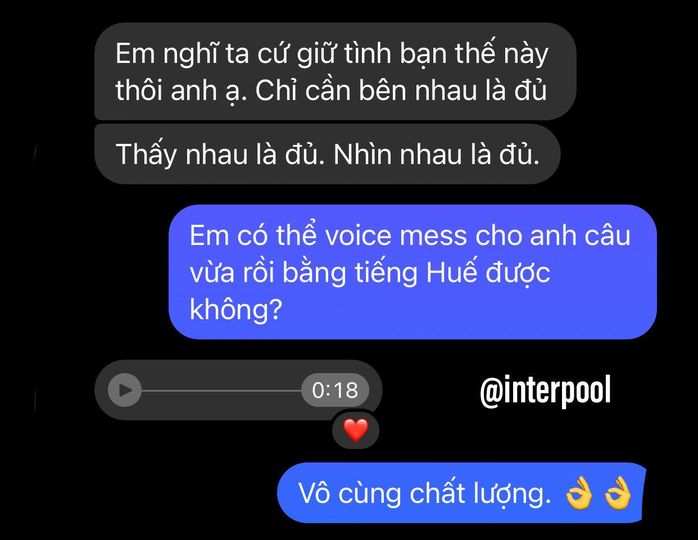 Em nghĩ ta cứ giữ tình bạn thế này
thôi anh ạ. Chỉ cần bên nhau là đủ
Thấy nhau là đủ. Nhìn nhau là đủ.
Em có thể voice mess cho anh câu
vừa rồi bằng tiếng Huế được
không?
0:18
@interpool
Vô cùng chất lượng. 👌👌